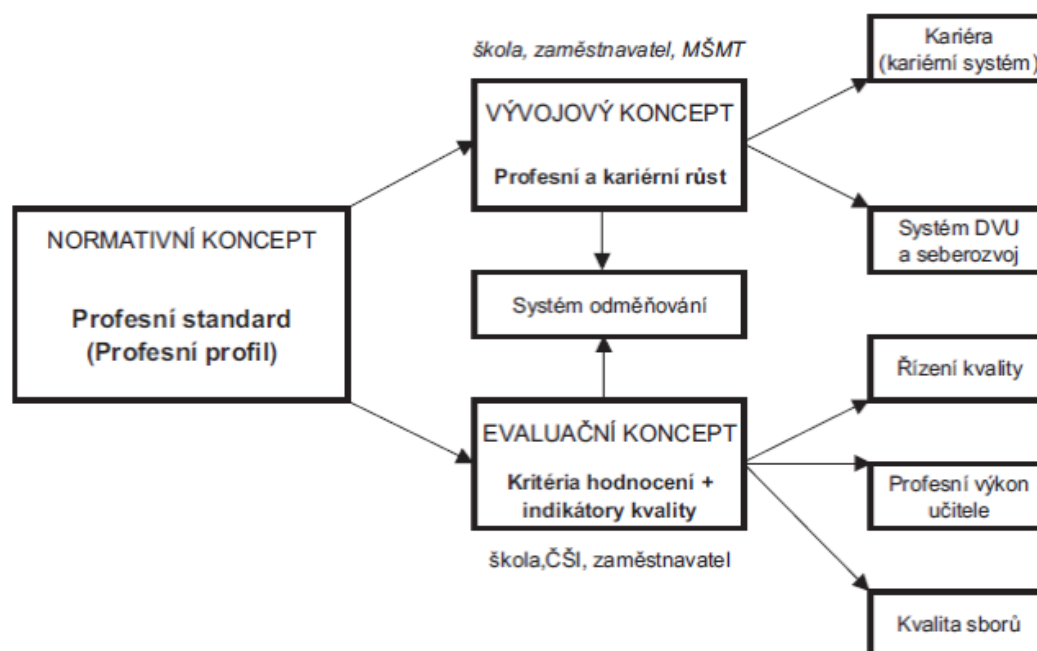 škola, zaměstnavatel, MŠMT
VÝVOJOVÝ KONCEPT
Profesní a kariérní růst
NORMATIVNÍ KONCEPT
Profesní standard
(Profesní profil)
Systém odměňování
EVALUAČNÍ KONCEPT
Kritéria hodnocení +
indikátory kvality
škola,ČŠI, zaměstnavatel
Kariéra
(kariérní systém)
Systém DVU
a seberozvoj
Řízení kvality
Profesní výkon
učitele
Kvalita sborů